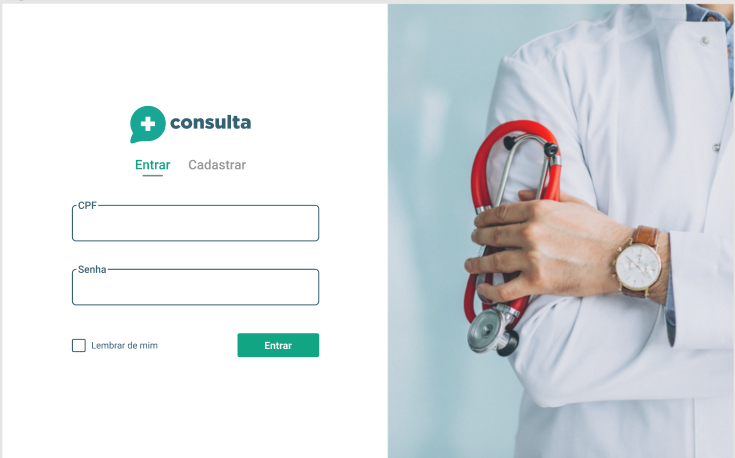 consulta
Entrar Cadastrar
CPF
Senha
Lembrar de mim Entrar